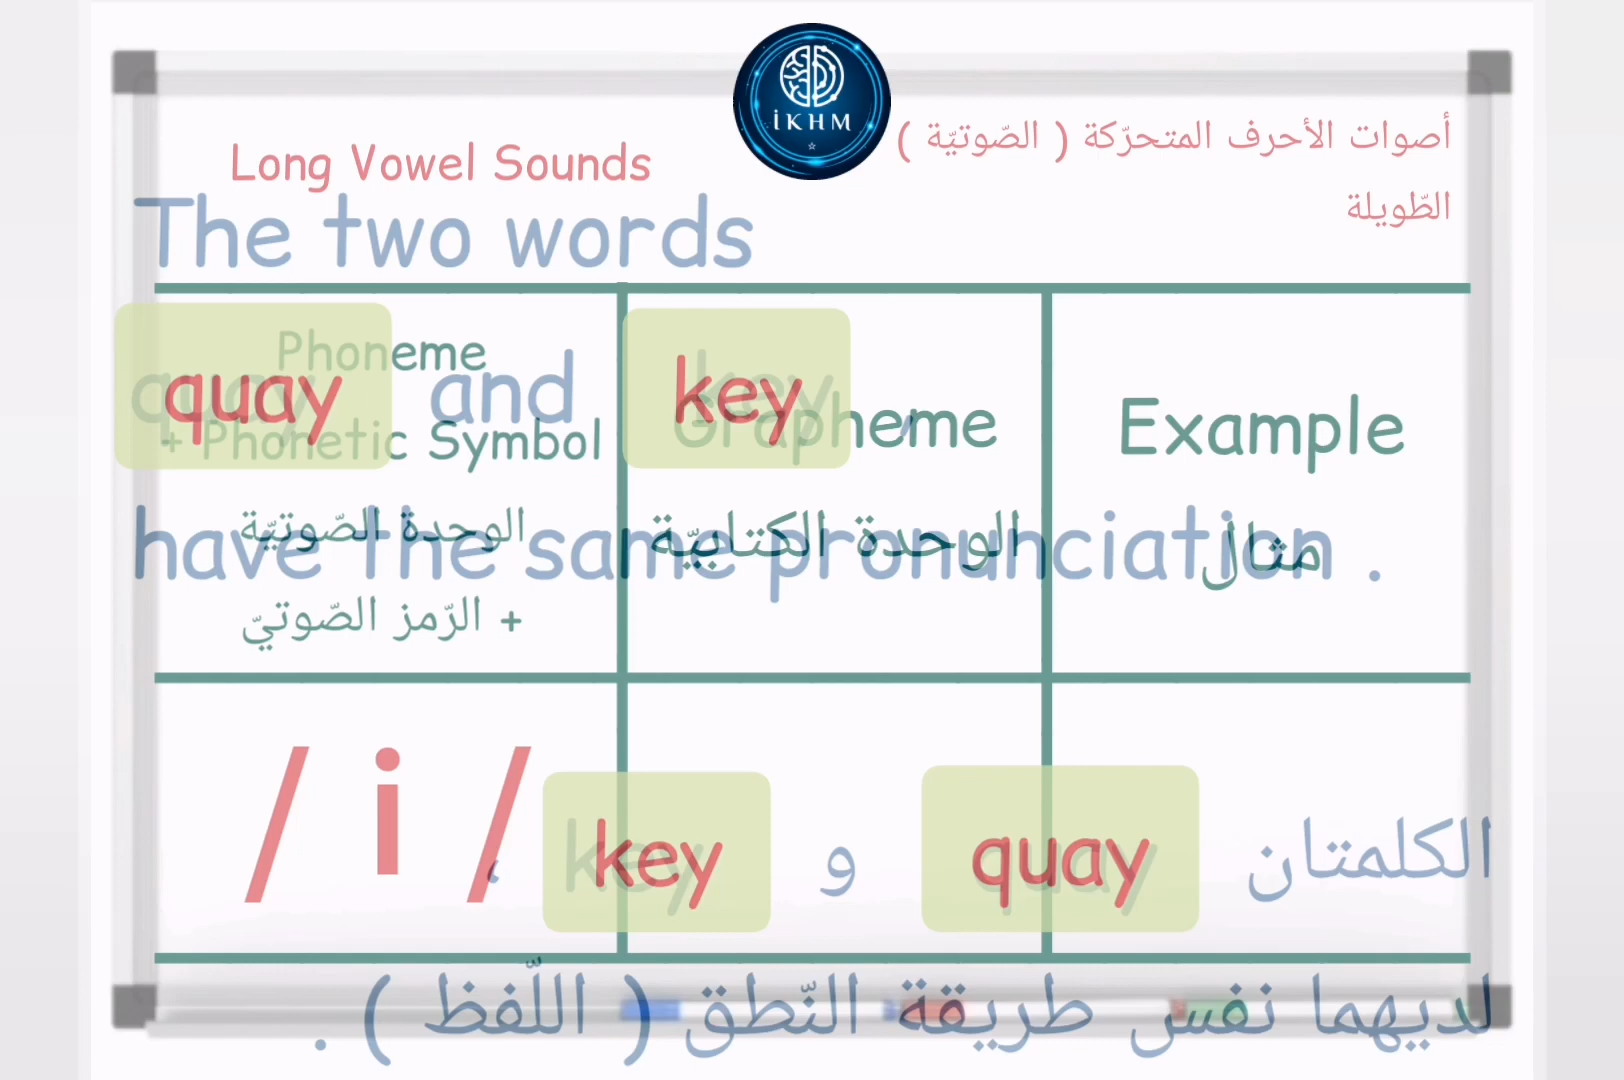 İKHM
Long Vowel Sounds
أصوات الأحرف المتحرّكة ( الصّوتيّة )
الطّويلة
The two words
quay and key ,
have the same pronunciation .
Phoneme
+ Phonetic Symbol
الوحدة الصّوتيّة
+ الرّمز الصّوتيّ
Grapheme
الوحدة الكتابيّة
Example
مثال
/ i /
الكلمتان quay و key ،
لديهما نفس طريقة النّطق ( اللّفظ ) .